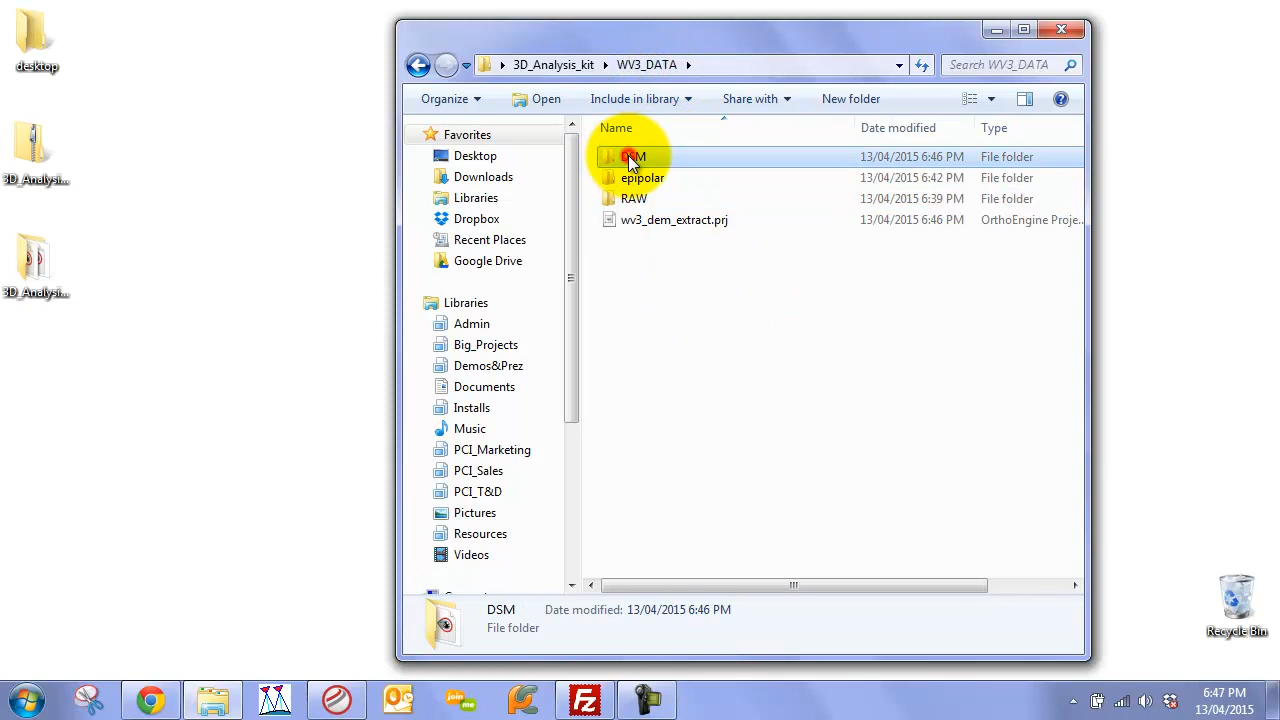 desktop
3D_Analysi...
3D_Analysi...
3D_Analysis_kit
WV3_DATA
Search WV3_DATA
Organize
Open
Include in library
Share with
New folder
Name
Date modified
Type
DSM
13/04/2015 6:46 PM
File folder
epipolar
13/04/2015 6:42 PM
File folder
RAW
13/04/2015 6:39 PM
File folder
wv3_dem_extract.prj
13/04/2015 6:46 PM
OrthoEngine Proje...
Favorites
Desktop
Downloads
Libraries
Dropbox
Recent Places
Google Drive
Libraries
Admin
Big_Projects
Demos&Prez
Documents
Installs
Music
PCI_Marketing
PCI_Sales
PCI_T&D
Pictures
Resources
Videos
DSM
Date modified: 13/04/2015 6:46 PM
File folder
Recycle Bin
join
me
Fz
6:47 PM
13/04/2015